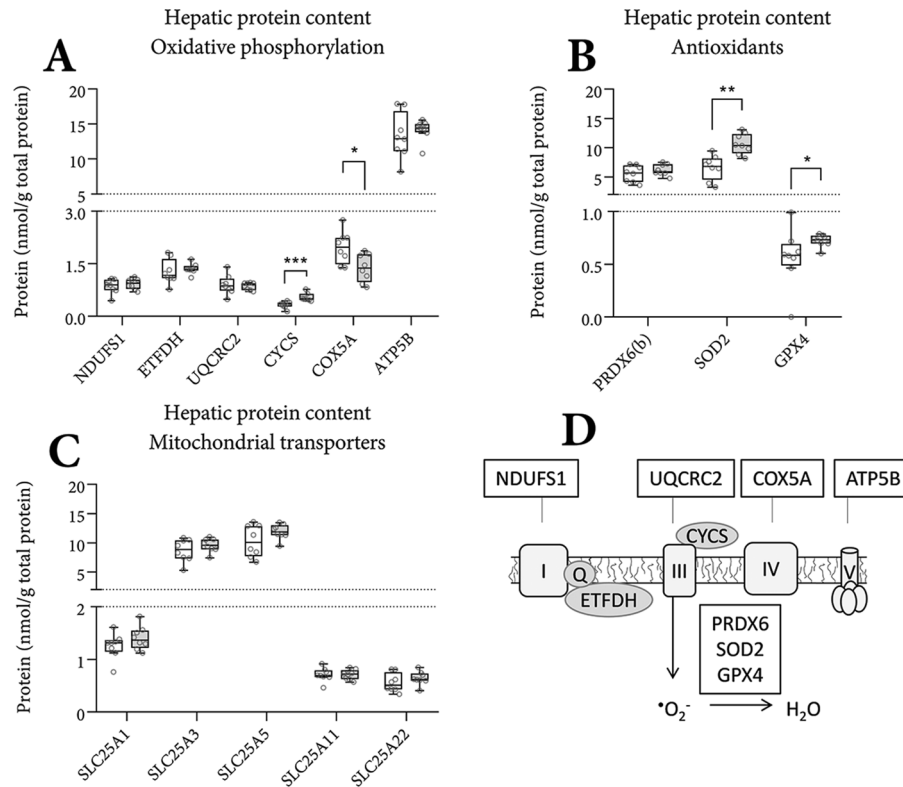 Hepatic protein content
Oxidative phosphorylation
A
Protein (nmol/g total protein)
20
15
10
5
3.0
1.5
0.0
*
***
NDUFS1
ETFDH
UQCRC2
CYCS
COX5A
ATP5B
Hepatic protein content
Antioxidants
B
Protein (nmol/g total protein)
20
15
10
5
1.0
0.5
0.0
**
*
PRDX6(b)
SOD2
GPX4
Hepatic protein content
Mitochondrial transporters
C
Protein (nmol/g total protein)
20
15
10
5
2
1
0
SLC25A1
SLC25A3
SLC25A5
SLC25A11
SLC25A22
D
NDUFS1
UQCRC2
COX5A
ATP5B
CYCS
I
Q
III
IV
V
ETFDH
PRDX6
SOD2
GPX4
•O₂⁻
H₂O